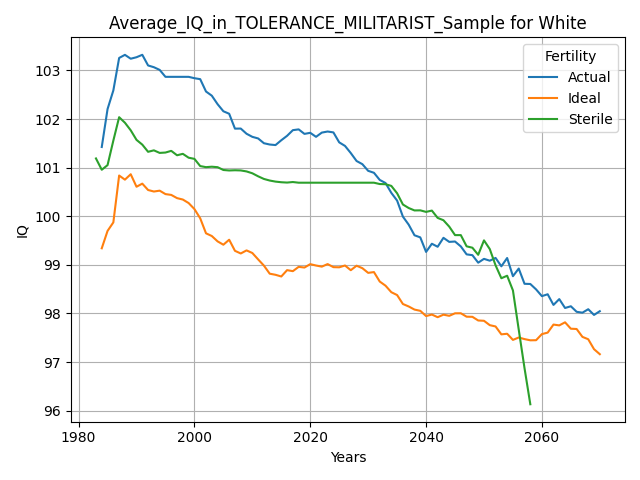 Average_IQ_in_TOLERANCE_MILITARIST_Sample for White
Fertility
Actual
Ideal
Sterile
IQ
103
102
101
100
99
98
97
96
1980
2000
2020
2040
2060
Years